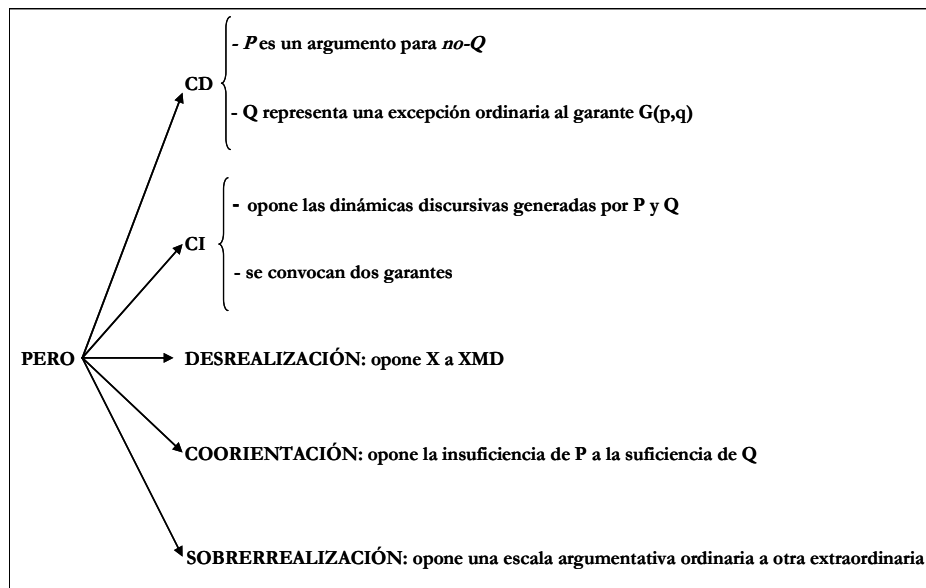 - P es un argumento para no-Q
CD
- Q representa una excepción ordinaria al garante G(p,q)
- opone las dinámicas discursivas generadas por P y Q
CI
- se convocan dos garantes
PERO
DESREALIZACIÓN: opone X a XMD
COORIENTACIÓN: opone la insuficiencia de P a la suficiencia de Q
SOBRERREALIZACIÓN: opone una escala argumentativa ordinaria a otra extraordinaria